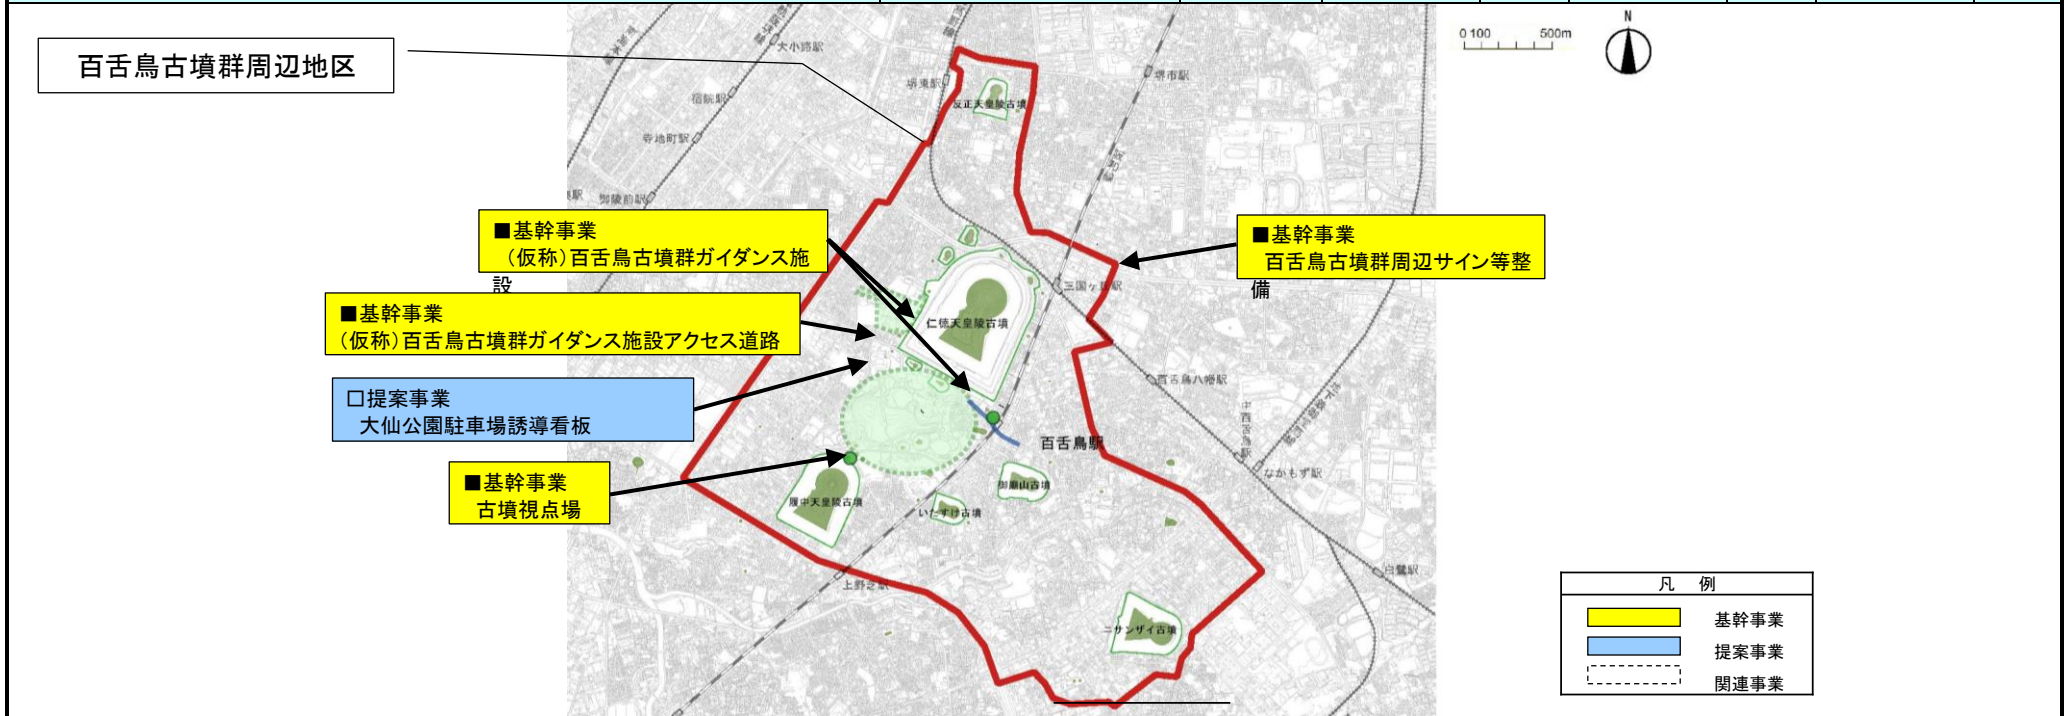 百舌鳥古墳群周辺地区
0 100 500m
N
大小路駅
堺東駅
堺市駅
宿院駅
反正天皇陵古墳
寺地町駅
御陵前駅
■基幹事業
（仮称）百舌鳥古墳群ガイダンス施
設
■基幹事業
百舌鳥古墳群周辺サイン等整
備
三国ヶ丘駅
■基幹事業
（仮称）百舌鳥古墳群ガイダンス施設アクセス道路
仁徳天皇陵古墳
□提案事業
大仙公園駐車場誘導看板
百舌鳥八幡駅
中百舌鳥駅
百舌鳥駅
なかもず駅
■基幹事業
古墳視点場
履中天皇陵古墳
御廟山古墳
いたすけ古墳
上野芝駅
白鷺駅
ニサンザイ古墳
凡 例
基幹事業
提案事業
関連事業